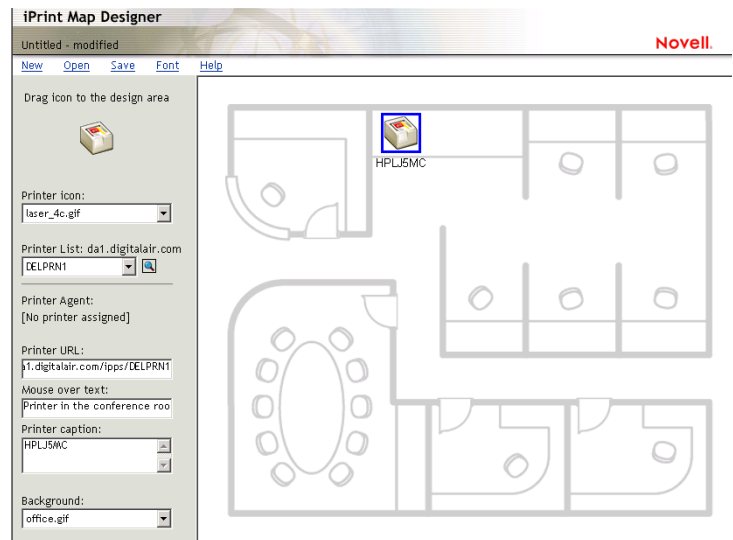 iPrint Map Designer
Untitled - modified
Novell.
New Open Save Font Help
Drag icon to the design area
Printer icon:
laser_4c.gif
Printer List: da1.digitalair.com
DELPRN1
Printer Agent:
[No printer assigned]
Printer URL:
a1.digitalair.com/ipps/DELPRN1
Mouse over text:
Printer in the conference roo
Printer caption:
HPLJ5MC
Background:
office.gif
HPLJ5MC